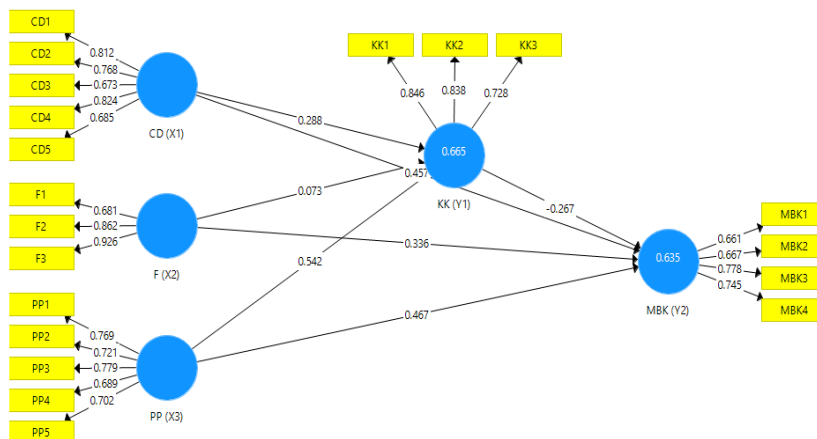 CD1
CD2
CD3
CD4
CD5
0.812
0.768
0.673
0.824
0.685
CD (X1)
F1
F2
F3
0.681
0.862
0.926
F (X2)
PP1
PP2
PP3
PP4
PP5
0.769
0.721
0.779
0.689
0.702
PP (X3)
KK1 KK2 KK3
0.846 0.838 0.728
0.665
KK (Y1)
0.288
0.457
0.073
0.542
0.336
0.467
-0.267
0.635
MBK (Y2)
0.661
0.667
0.778
0.745
MBK1
MBK2
MBK3
MBK4